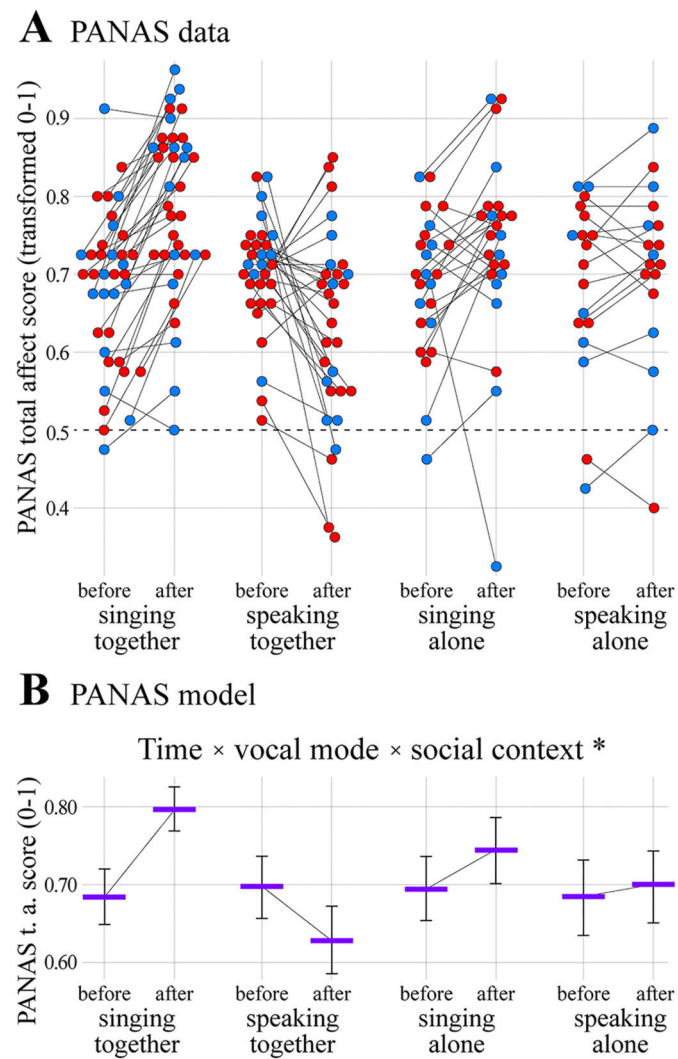 A PANAS data
PANAS total affect score (transformed 0-1)
0.9
0.8
0.7
0.6
0.5
0.4
before after before after before after before after
singing together
speaking together
singing alone
speaking alone
B PANAS model
Time × vocal mode × social context *
PANAS t. a. score (0-1)
0.80
0.70
0.60
before after before after before after before after
singing together
speaking together
singing alone
speaking alone